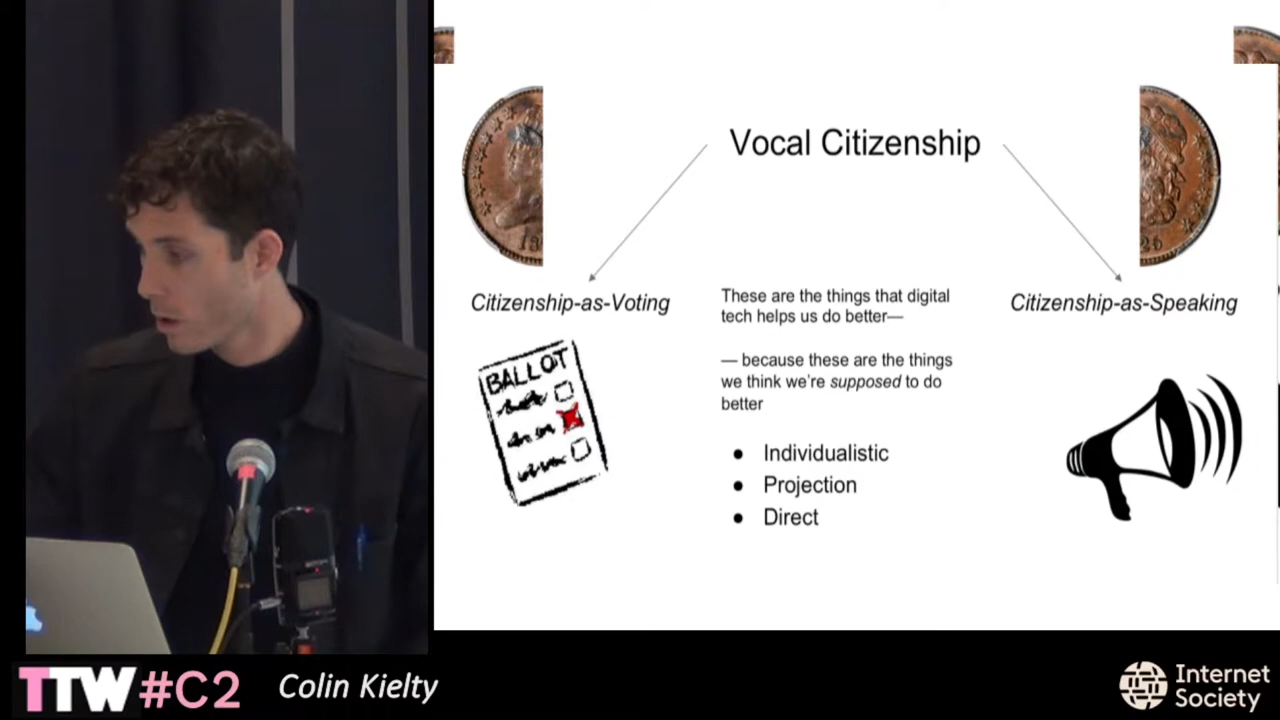 Vocal Citizenship
Citizenship-as-Voting
BALLOT
These are the things that digital
tech helps us do better—
— because these are the things
we think we're supposed to do
better
● Individualistic
● Projection
● Direct
Citizenship-as-Speaking
18
26
TTW#C2
Colin Kielty
Internet
Society